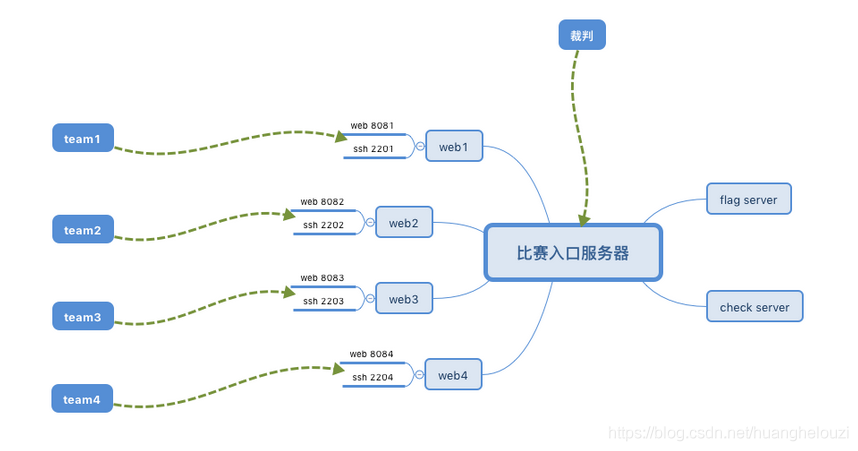 裁判
team1
web 8081
ssh 2201
web1
team2
web 8082
ssh 2202
web2
team3
web 8083
ssh 2203
web3
team4
web 8084
ssh 2204
web4
比赛入口服务器
flag server
check server
https://blog.csdn.net/huanghelouzi